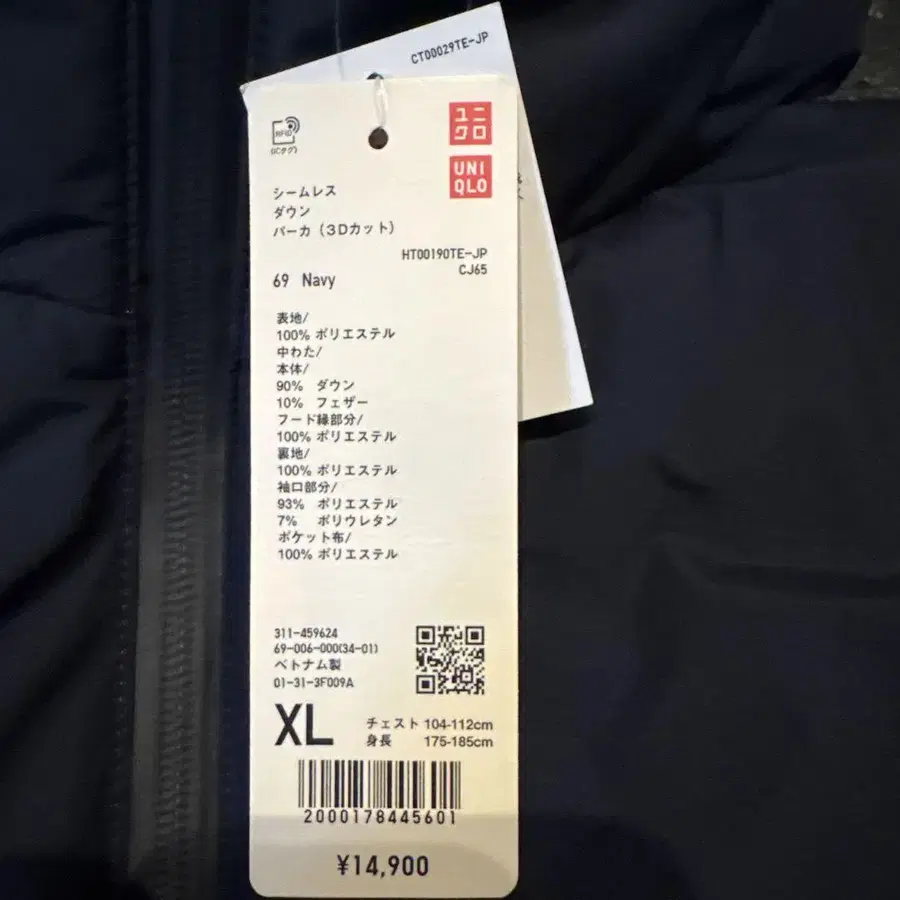 CT00029TE-JP
RFID
(ICタグ)
ユニ
クロ
UNI
QLO
シームレス
ダウン
パーカ(3Dカット)
HT00190TE-JP
CJ65
69 Navy
表地/
100% ポリエステル
中わた/
本体/
90% ダウン
10% フェザー
フード縁部分/
100% ポリエステル
裏地/
100% ポリエステル
袖口部分/
93% ポリエステル
7% ポリウレタン
ポケット布/
100% ポリエステル
311-459624
69-006-000(34-01)
ベトナム製
01-31-3F009A
XL チェスト 104-112cm
身長 175-185cm
2000178445601
¥14,900